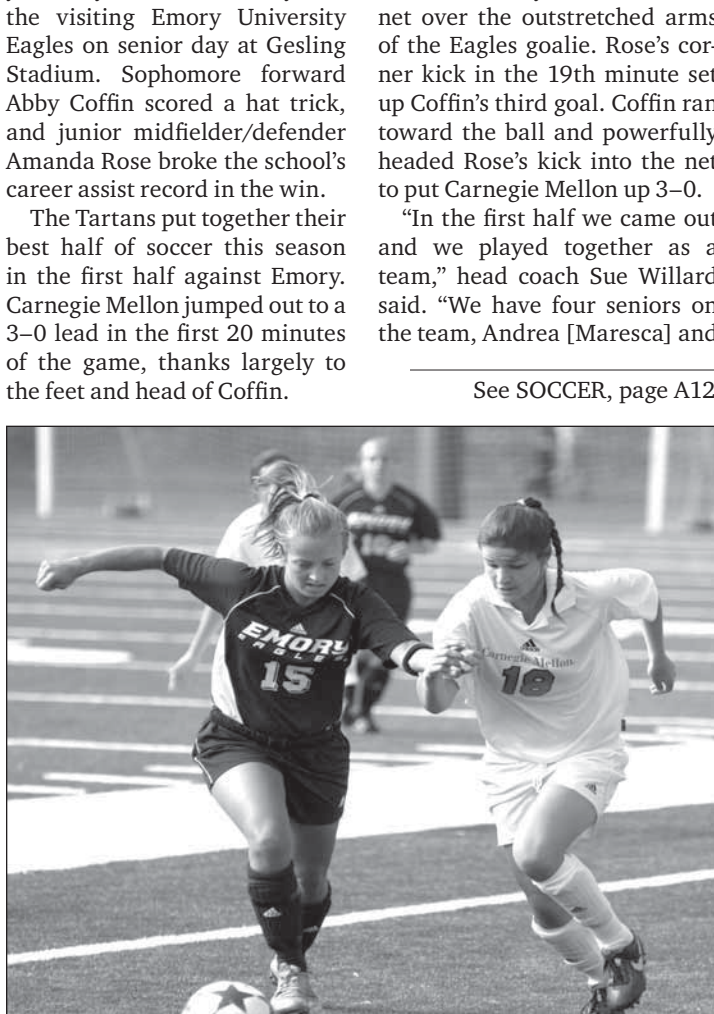 the visiting Emory University
Eagles on senior day at Gesling
Stadium. Sophomore forward
Abby Coffin scored a hat trick,
and junior midfielder/defender
Amanda Rose broke the school’s
career assist record in the win.
The Tartans put together their
best half of soccer this season
in the first half against Emory.
Carnegie Mellon jumped out to a
3–0 lead in the first 20 minutes
of the game, thanks largely to
the feet and head of Coffin.
net over the outstretched arms
of the Eagles goalie. Rose’s cor-
ner kick in the 19th minute set
up Coffin’s third goal. Coffin ran
toward the ball and powerfully
headed Rose’s kick into the net
to put Carnegie Mellon up 3–0.
“In the first half we came out
and we played together as a
team,” head coach Sue Willard
said. “We have four seniors on
the team, Andrea [Maresca] and
See SOCCER, page A12
EMORY
EAGLES
15
EMORY
adidas
Carnegie Mellon
18